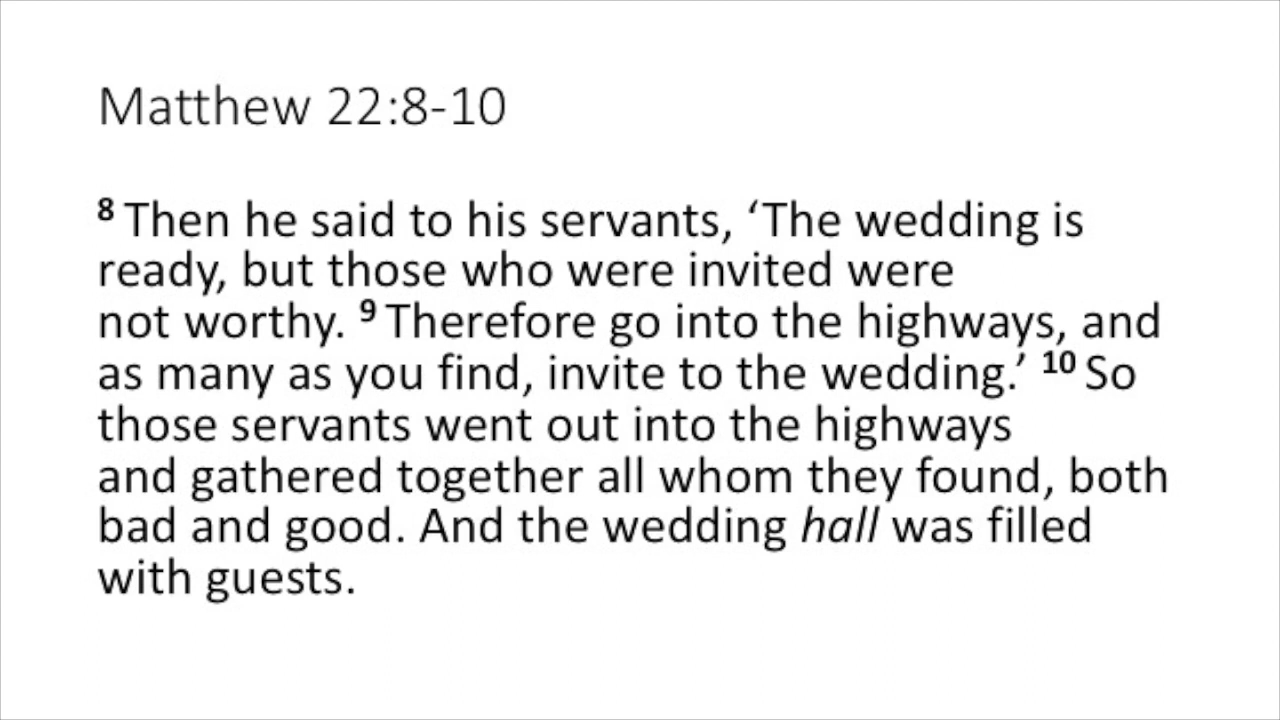 Matthew 22:8-10
8 Then he said to his servants, ‘The wedding is
ready, but those who were invited were
not worthy. 9 Therefore go into the highways, and
as many as you find, invite to the wedding.’ 10 So
those servants went out into the highways
and gathered together all whom they found, both
bad and good. And the wedding hall was filled
with guests.